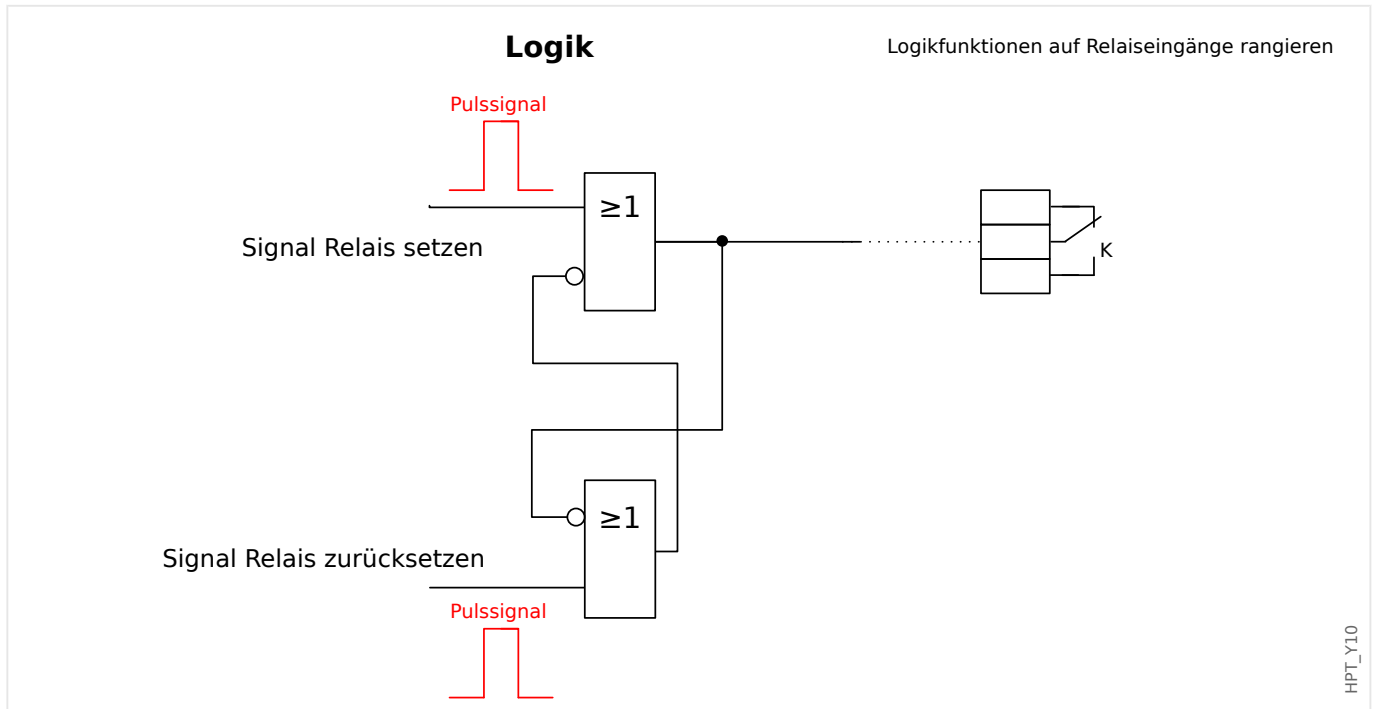 Logik
Logikfunktionen auf Relaiseingänge rangieren
Pulssignal
≥1
Signal Relais setzen
K
≥1
Signal Relais zurücksetzen
Pulssignal
HPT_Y10